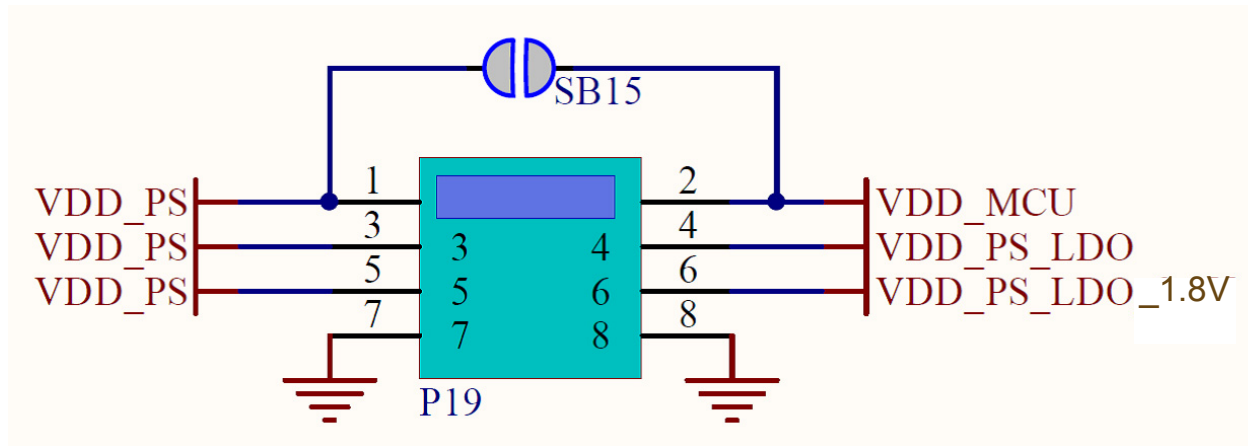 SB15
VDD_PS 1 2 VDD_MCU
VDD_PS 3 3 4 4 VDD_PS_LDO
VDD_PS 5 5 6 6 VDD_PS_LDO_1.8V
7 7 8 8
P19